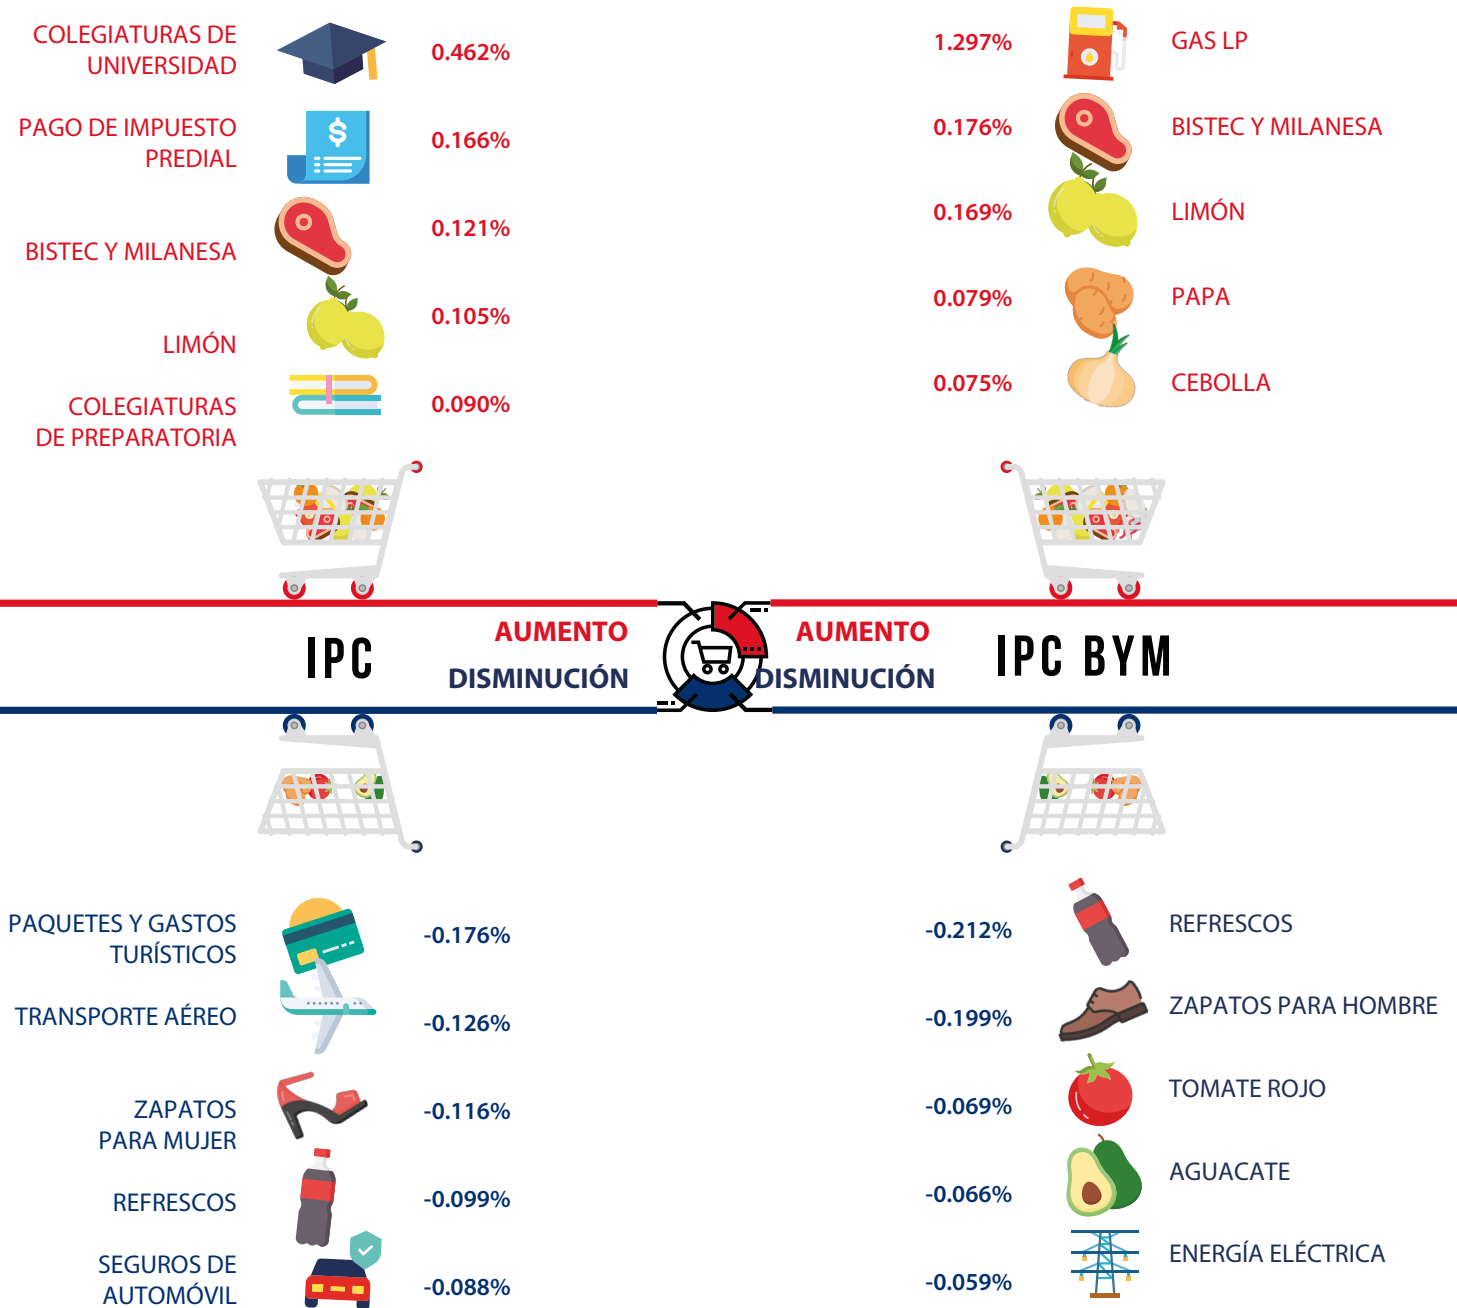 COLEGIATURAS DE
UNIVERSIDAD
0.462%
PAGO DE IMPUESTO
PREDIAL
0.166%
BISTEC Y MILANESA
0.121%
LIMÓN
0.105%
COLEGIATURAS
DE PREPARATORIA
0.090%
1.297%
GAS LP
0.176%
BISTEC Y MILANESA
0.169%
LIMÓN
0.079%
PAPA
0.075%
CEBOLLA
IPC
AUMENTO
DISMINUCIÓN
AUMENTO
DISMINUCIÓN
IPC BYM
PAQUETES Y GASTOS
TURÍSTICOS
-0.176%
TRANSPORTE AÉREO
-0.126%
ZAPATOS
PARA MUJER
-0.116%
REFRESCOS
-0.099%
SEGUROS DE
AUTOMÓVIL
-0.088%
-0.212%
REFRESCOS
-0.199%
ZAPATOS PARA HOMBRE
-0.069%
TOMATE ROJO
-0.066%
AGUACATE
-0.059%
ENERGÍA ELÉCTRICA